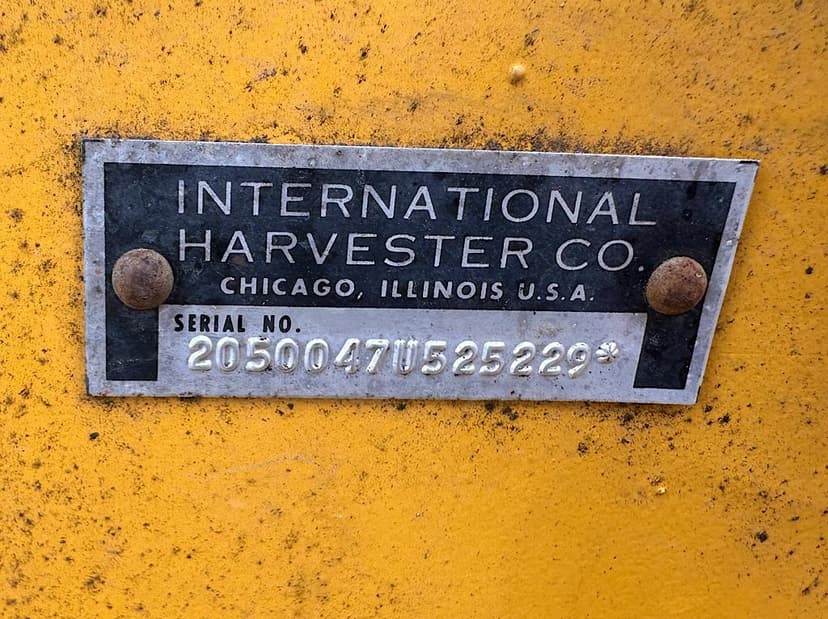 INTERNATIONAL
HARVESTER CO.
CHICAGO, ILLINOIS U.S.A.
SERIAL NO.
2050047U525229*